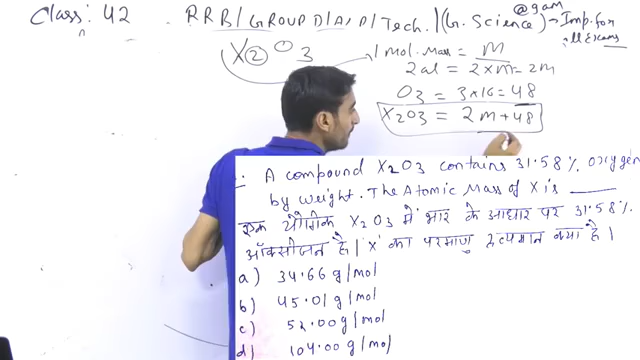 Class: 42 RRB/GROUP D/A/P/Tech.|(G. Science) → Imp. for all Exams
@9am
X2O3
1 mol. Mass = M
2al = 2×M = 2M
O3 = 3×16 = 48
X2O3 = 2M+48
A compound X2O3 contains 31.58% Oxygen
by weight. The Atomic Mass of X is ____
एक यौगिक X2O3 में भार के आधार पर 31.58%
ऑक्सीजन है। 'X' का परमाणु द्रव्यमान क्या है।
a) 34.66 g/mol
b) 45.01 g/mol
c) 52.00 g/mol
d) 104.00 g/mol